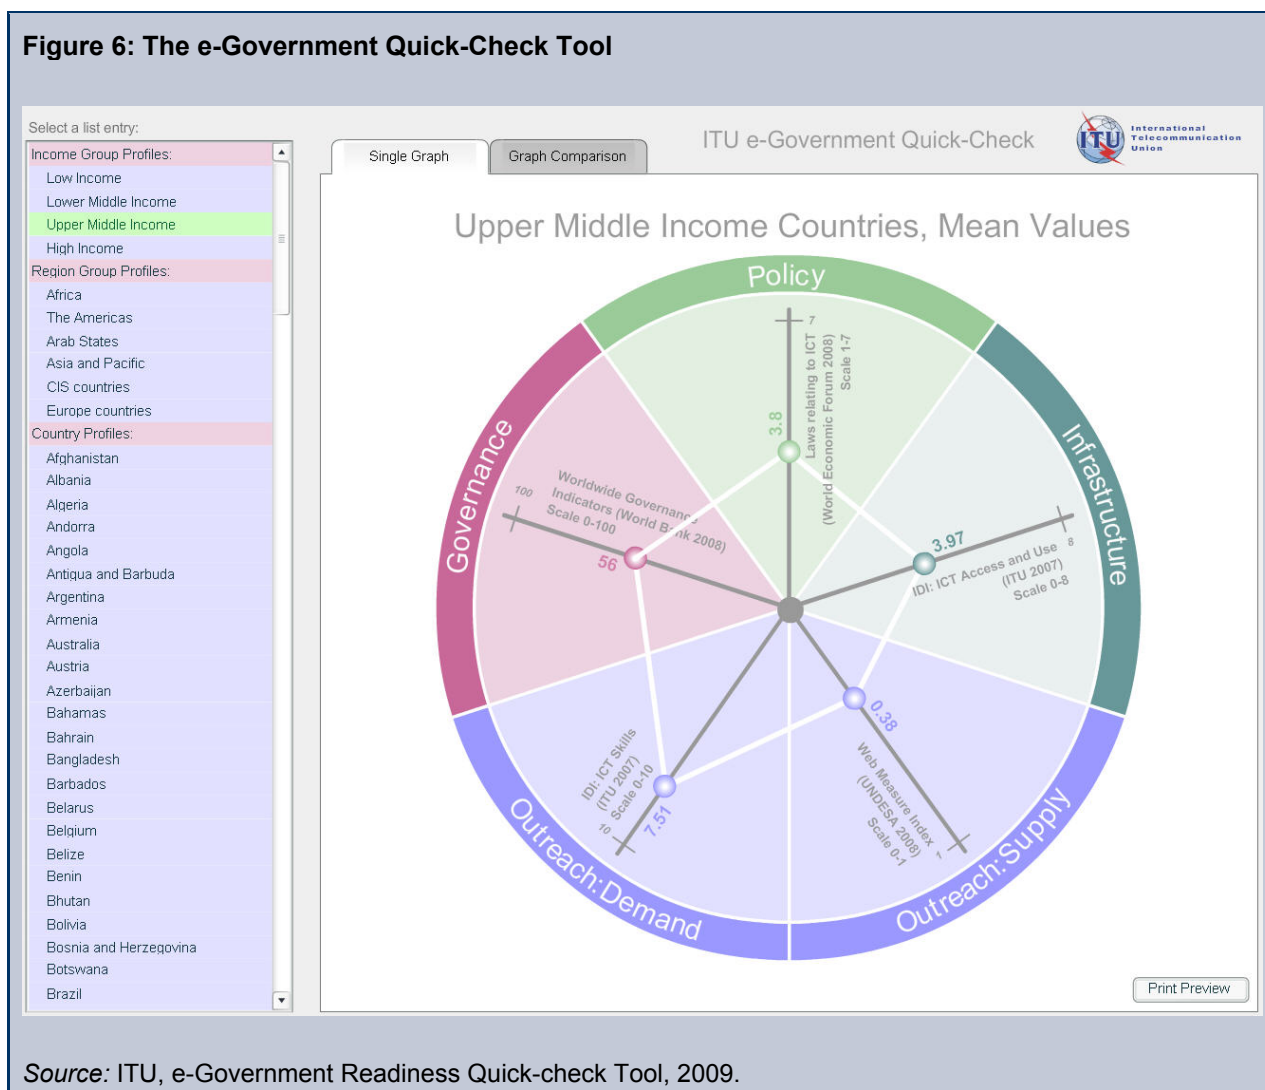 Figure 6: The e-Government Quick-Check Tool
Select a list entry:
Income Group Profiles:
Low Income
Lower Middle Income
Upper Middle Income
High Income
Region Group Profiles:
Africa
The Americas
Arab States
Asia and Pacific
CIS countries
Europe countries
Country Profiles:
Afghanistan
Albania
Algeria
Andorra
Angola
Antigua and Barbuda
Argentina
Armenia
Australia
Austria
Azerbaijan
Bahamas
Bahrain
Bangladesh
Barbados
Belarus
Belgium
Belize
Benin
Bhutan
Bolivia
Bosnia and Herzegovina
Botswana
Brazil
Single Graph
Graph Comparison
ITU e-Government Quick-Check
ITU
International
Telecommunication
Union
Upper Middle Income Countries, Mean Values
Policy
7
3.8
Laws relating to ICT
(World Economic Forum 2008)
Scale 1-7
Infrastructure
3.97
8
IDI: ICT Access and Use
(ITU 2007)
Scale 0-8
Outreach:Supply
0.38
Web Measure Index
(UNDESA 2008)
Scale 0-1
1
Outreach:Demand
IDI: ICT Skills
(ITU 2007)
Scale 0-10
10
7.51
Governance
100
Worldwide Governance
Indicators (World Bank 2008)
Scale 0-100
56
Print Preview
Source: ITU, e-Government Readiness Quick-check Tool, 2009.